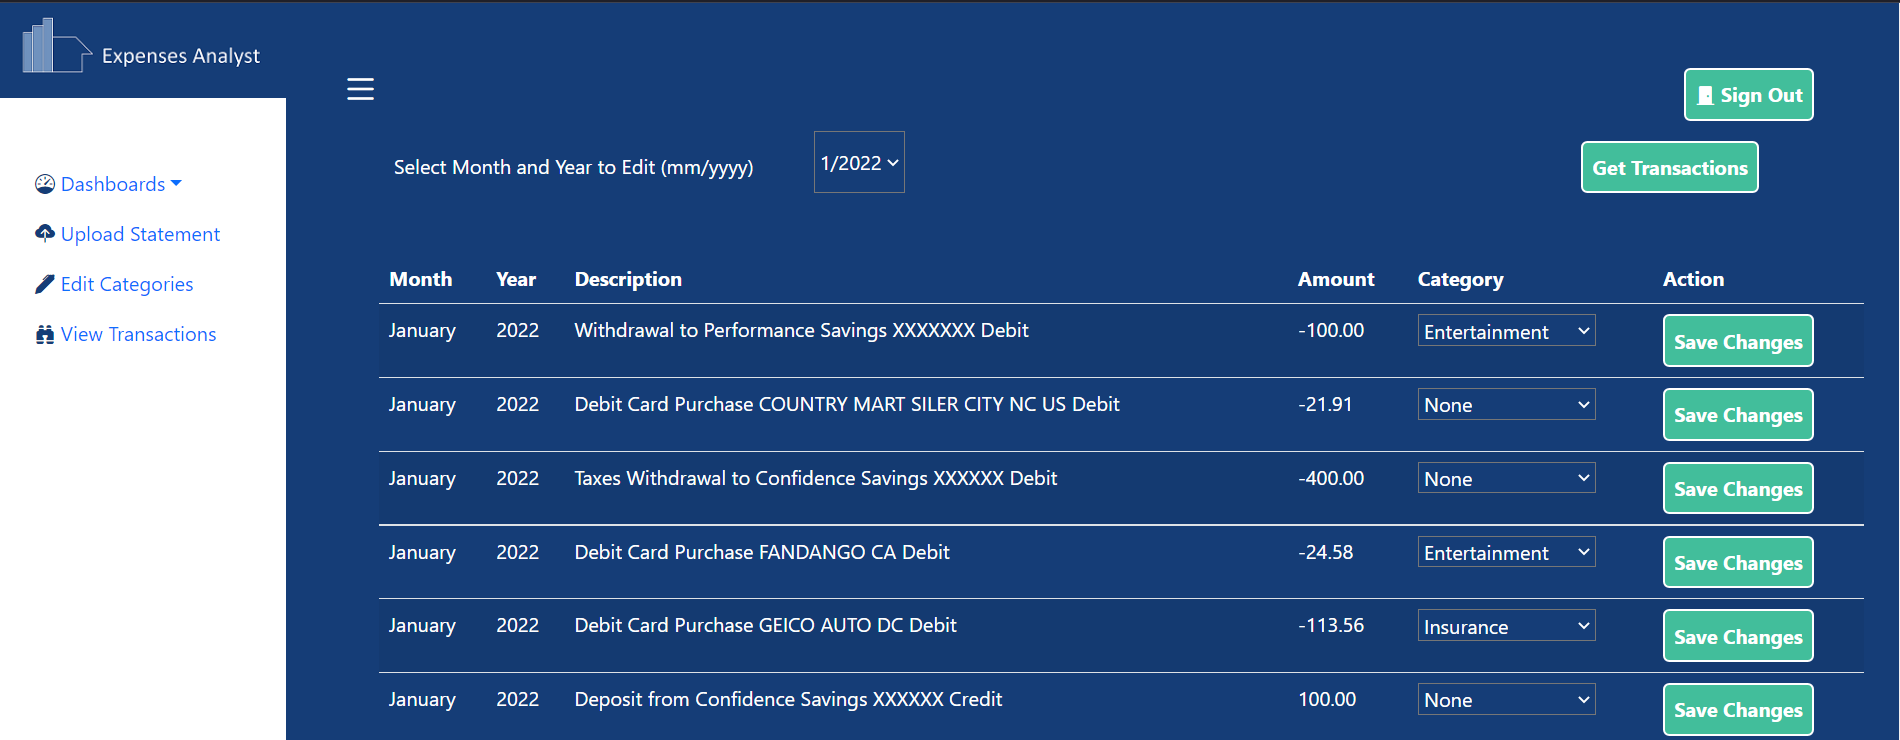 Expenses Analyst
Sign Out
Select Month and Year to Edit (mm/yyyy) 1/2022 Get Transactions
Dashboards
Upload Statement
Edit Categories
View Transactions
Month Year Description Amount Category Action
January 2022 Withdrawal to Performance Savings XXXXXXX Debit -100.00 Entertainment Save Changes
January 2022 Debit Card Purchase COUNTRY MART SILER CITY NC US Debit -21.91 None Save Changes
January 2022 Taxes Withdrawal to Confidence Savings XXXXXX Debit -400.00 None Save Changes
January 2022 Debit Card Purchase FANDANGO CA Debit -24.58 Entertainment Save Changes
January 2022 Debit Card Purchase GEICO AUTO DC Debit -113.56 Insurance Save Changes
January 2022 Deposit from Confidence Savings XXXXXX Credit 100.00 None Save Changes